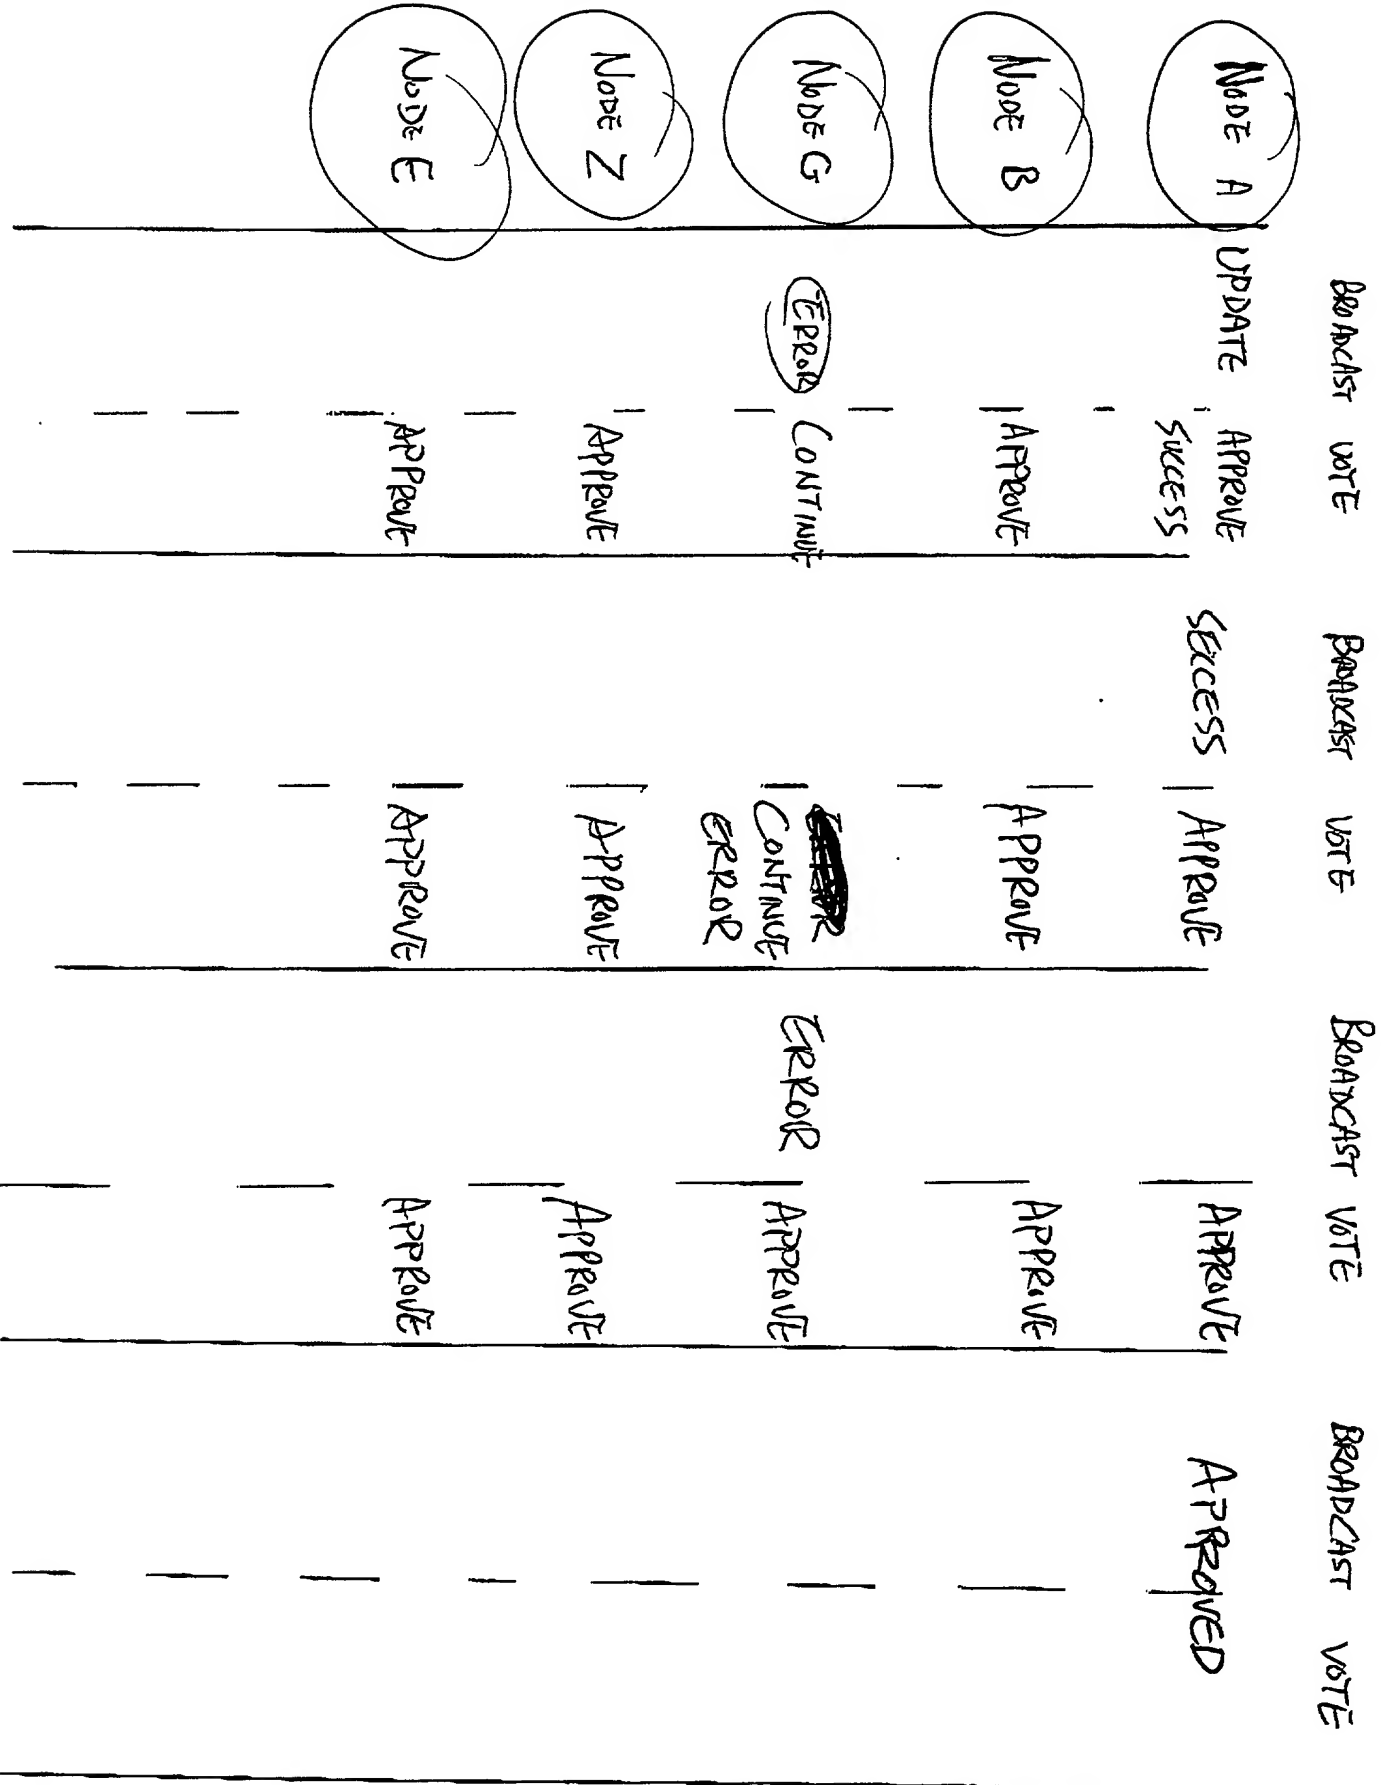 BROADCAST VOTE BROADCAST VOTE BROADCAST VOTE BROADCAST VOTE
NODE A UPDATE APPROVE SUCCESS APPROVE APPROVE APPROVED
SUCCESS
NODE B APPROVE APPROVE APPROVE
NODE G ERROR CONTINUE CONTINUE ERROR APPROVE
ERROR
NODE Z APPROVE APPROVE APPROVE
NODE E APPROVE APPROVE APPROVE